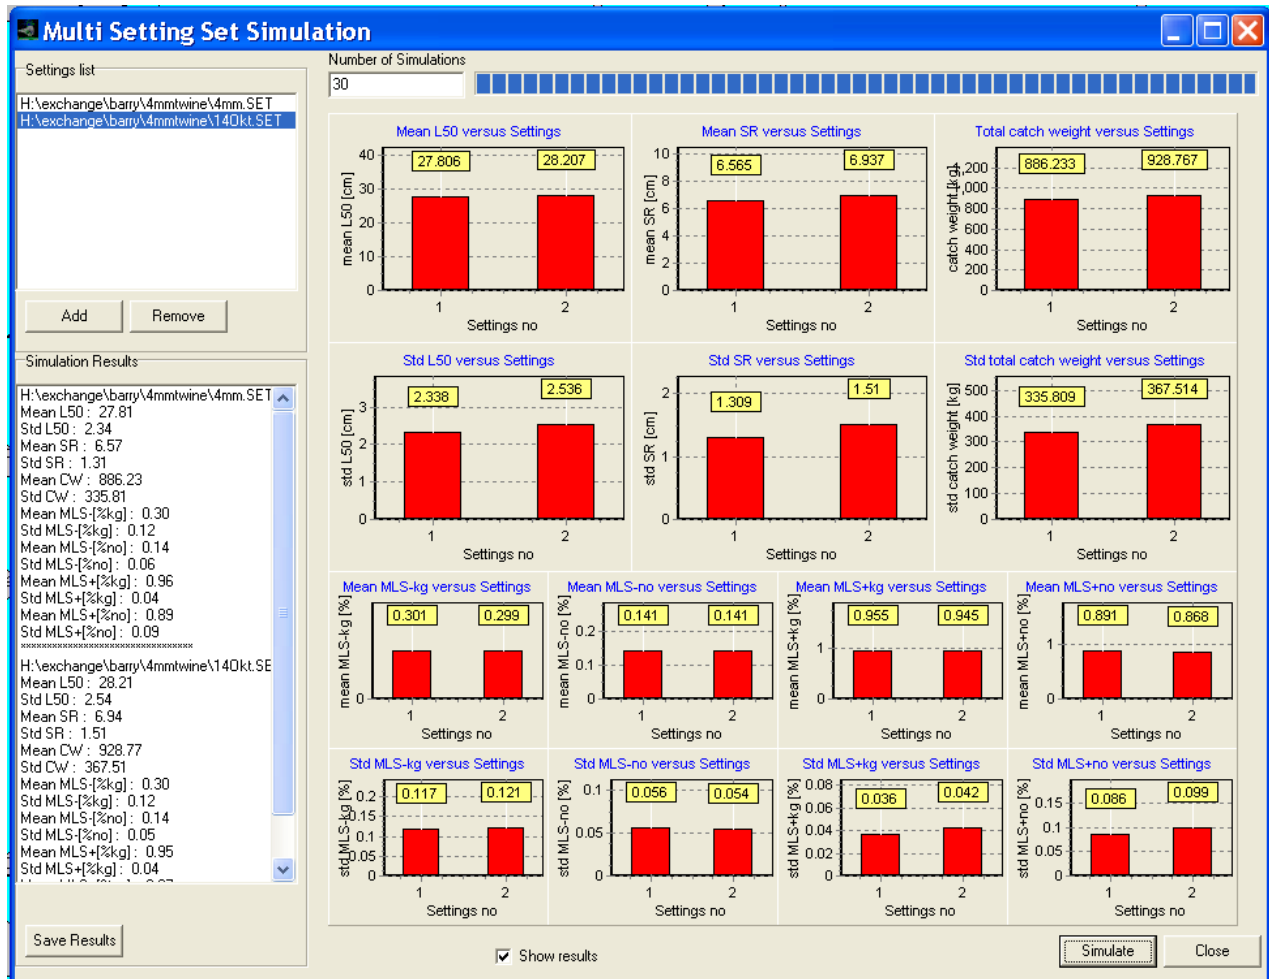 Multi Setting Set Simulation
Settings list
H:\exchange\barry\4mmtwine\4mm.SET
H:\exchange\barry\4mmtwine\140kt.SET
Add
Remove
Number of Simulations
30
Simulation Results
H:\exchange\barry\4mmtwine\4mm.SET
Mean L50 : 27.81
Std L50 : 2.34
Mean SR : 6.57
Std SR : 1.31
Mean CW : 886.23
Std CW : 335.81
Mean MLS-[%kg] : 0.30
Std MLS-[%kg] : 0.12
Mean MLS-[%no] : 0.14
Std MLS-[%no] : 0.06
Mean MLS+[%kg] : 0.96
Std MLS+[%kg] : 0.04
Mean MLS+[%no] : 0.89
Std MLS+[%no] : 0.09
H:\exchange\barry\4mmtwine\140kt.SE
Mean L50 : 28.21
Std L50 : 2.54
Mean SR : 6.94
Std SR : 1.51
Mean CW : 928.77
Std CW : 367.51
Mean MLS-[%kg] : 0.30
Std MLS-[%kg] : 0.12
Mean MLS-[%no] : 0.14
Std MLS-[%no] : 0.05
Mean MLS+[%kg] : 0.95
Std MLS+[%kg] : 0.04
Save Results
Mean L50 versus Settings
mean L50 [cm]
40
30
20
10
0
27.806
28.207
1 2
Settings no
Mean SR versus Settings
mean SR [cm]
10
8
6
4
2
0
6.565
6.937
1 2
Settings no
Total catch weight versus Settings
catch weight [kg]
,200
,000
800
600
400
200
0
886.233
928.767
1 2
Settings no
Std L50 versus Settings
std L50 [cm]
3
2
1
0
2.338
2.536
1 2
Settings no
Std SR versus Settings
std SR [cm]
2
1
0
1.309
1.51
1 2
Settings no
Std total catch weight versus Settings
std catch weight [kg]
500
400
300
200
100
0
335.809
367.514
1 2
Settings no
Mean MLS-kg versus Settings
mean MLS-kg [%]
0
0.301
0.299
1 2
Settings no
Mean MLS-no versus Settings
mean MLS-no [%]
0.2
0.1
0
0.141
0.141
1 2
Settings no
Mean MLS+kg versus Settings
mean MLS+kg [%]
1
0
0.955
0.945
1 2
Settings no
Mean MLS+no versus Settings
mean MLS+no [%]
1
0
0.891
0.868
1 2
Settings no
Std MLS-kg versus Settings
std MLS-kg [%]
0.2
0.15
0.1
0.05
0
0.117
0.121
1 2
Settings no
Std MLS-no versus Settings
std MLS-no [%]
0.1
0.05
0
0.056
0.054
1 2
Settings no
Std MLS+kg versus Settings
std MLS+kg [%]
0.08
0.06
0.04
0.02
0
0.036
0.042
1 2
Settings no
Std MLS+no versus Settings
std MLS+no [%]
0.15
0.1
0.05
0
0.086
0.099
1 2
Settings no
Show results
Simulate
Close